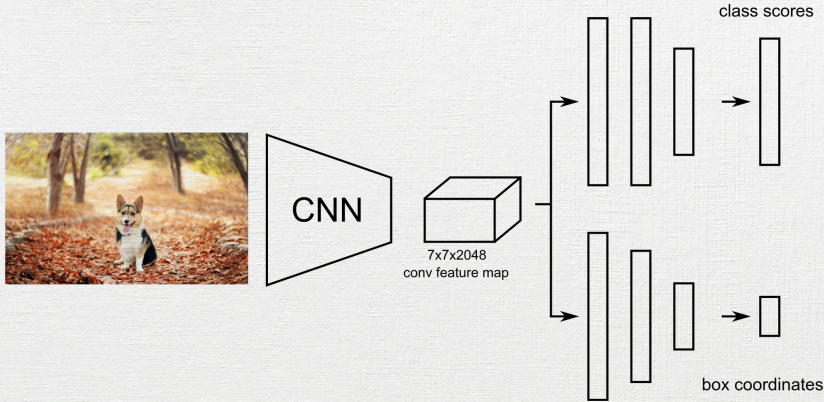 class scores
CNN
7x7x2048
conv feature map
box coordinates